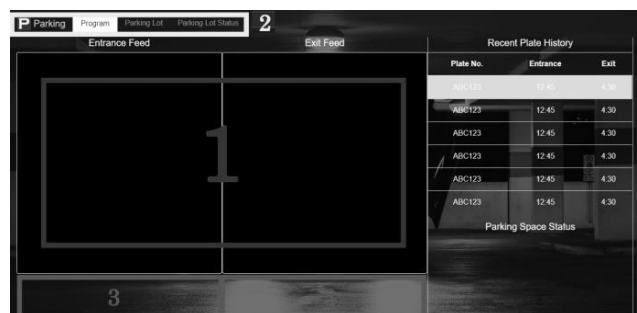 P Parking Program Parking Lot Parking Lot Status 2
Entrance Feed Exit Feed Recent Plate History
Plate No. Entrance Exit
ABC123 12:45 4:30
ABC123 12:45 4:30
ABC123 12:45 4:30
ABC123 12:45 4:30
ABC123 12:45 4:30
ABC123 12:45 4:30
1
Parking Space Status
3